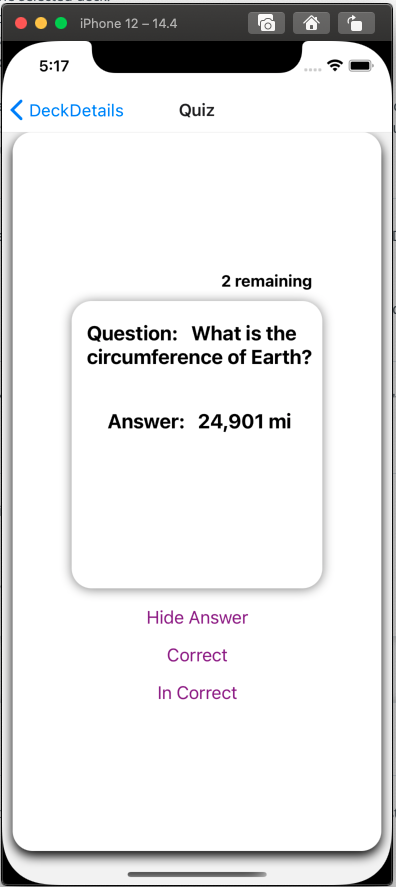 iPhone 12 – 14.4
5:17
DeckDetails
Quiz
2 remaining
Question: What is the
circumference of Earth?
Answer: 24,901 mi
Hide Answer
Correct
In Correct